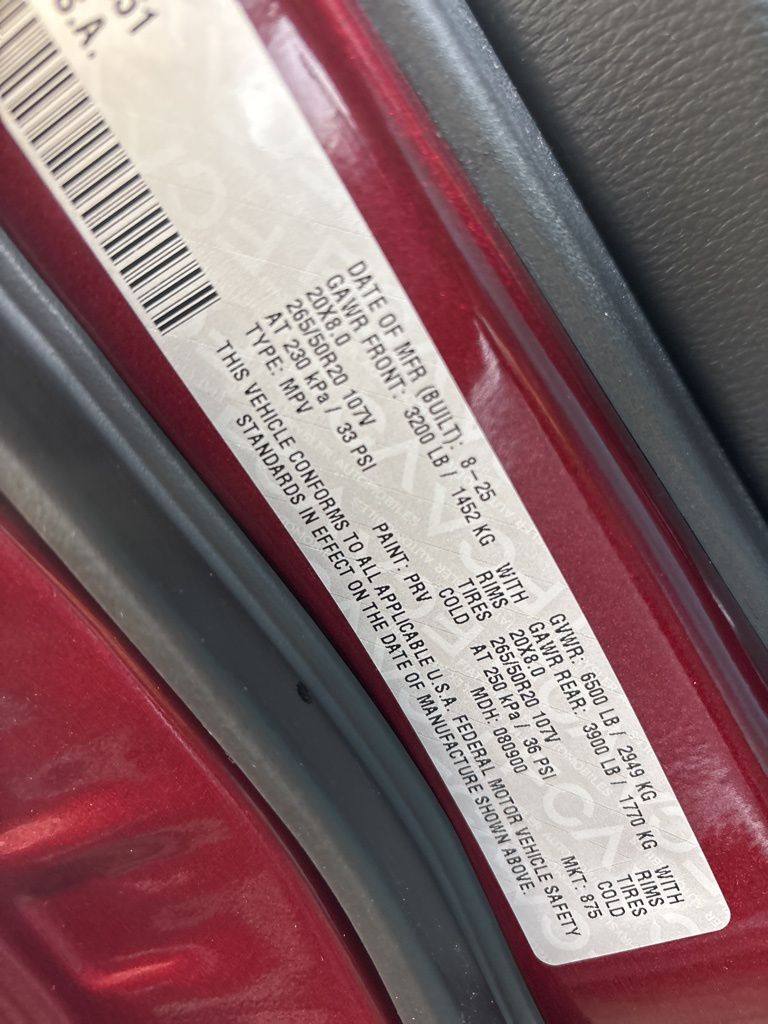 51
S.A.
DATE OF MFR (BUILT): 8-25 GVWR: 6500 LB / 2949 KG
GAWR FRONT: 3200 LB / 1452 KG WITH GAWR REAR: 3900 LB / 1770 KG WITH
20X8.0 RIMS 20X8.0 RIMS
265/50R20 107V TIRES 265/50R20 107V TIRES
AT 230 kPa / 33 PSI COLD AT 250 kPa / 36 PSI COLD
TYPE: MPV PAINT: PRV MDH: 080900 MKT: 875
THIS VEHICLE CONFORMS TO ALL APPLICABLE U.S.A. FEDERAL MOTOR VEHICLE SAFETY
STANDARDS IN EFFECT ON THE DATE OF MANUFACTURE SHOWN ABOVE.